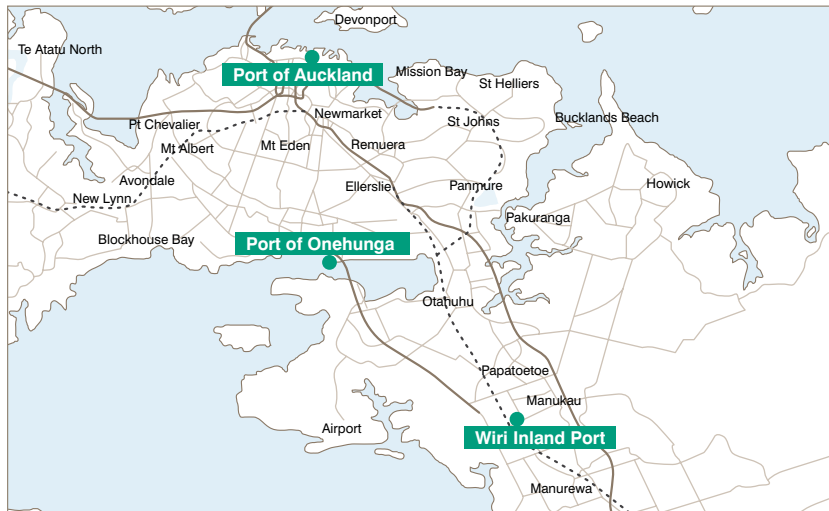 Devonport
Te Atatu North
Port of Auckland
Mission Bay
St Helliers
Bucklands Beach
Newmarket
St Johns
Pt Chevalier
Mt Albert
Mt Eden
Remuera
Avondale
Ellerslie
Panmure
Howick
New Lynn
Pakuranga
Blockhouse Bay
Port of Onehunga
Otahuhu
Papatoetoe
Manukau
Airport
Wiri Inland Port
Manurewa